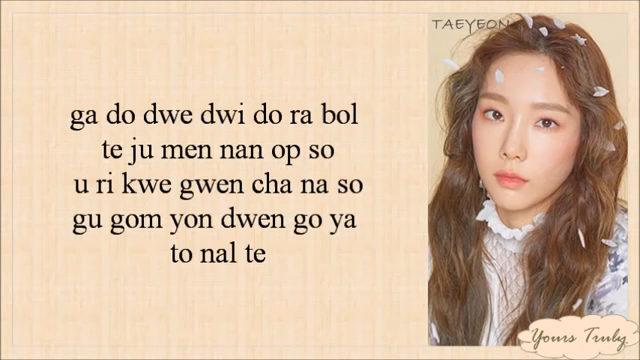 TAEYEON
ga do dwe dwi do ra bol
te ju men nan op so
u ri kwe gwen cha na so
gu gom yon dwen go ya
to nal te
Yours Truly